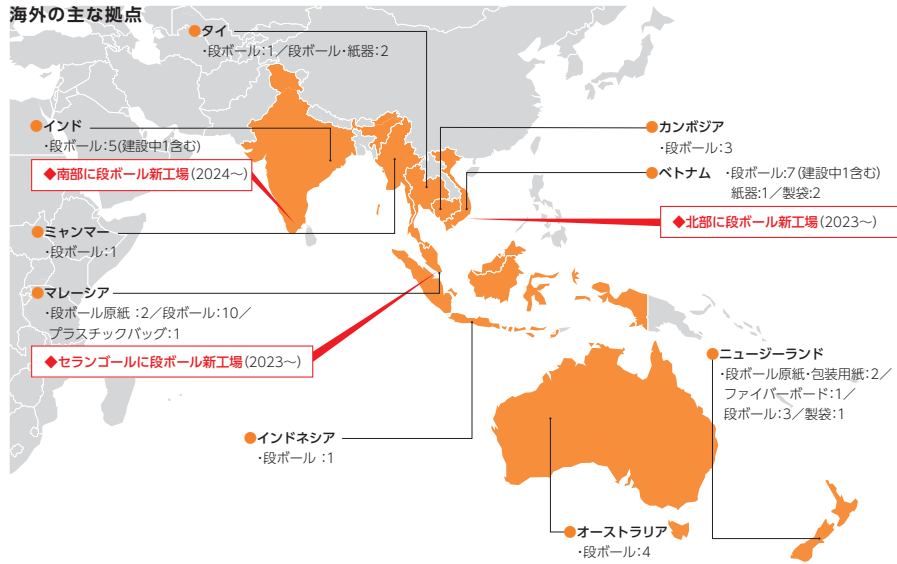 海外の主な拠点
●タイ
・段ボール：1／段ボール・紙器：2
●インド
・段ボール：5(建設中1含む)
◆南部に段ボール新工場(2024～)
●ミャンマー
・段ボール：1
●マレーシア
・段ボール原紙：2／段ボール：10／
プラスチックバッグ：1
◆セランゴールに段ボール新工場(2023～)
●インドネシア
・段ボール：1
●カンボジア
・段ボール：3
●ベトナム ・段ボール：7(建設中1含む)
紙器：1／製袋：2
◆北部に段ボール新工場(2023～)
●ニュージーランド
・段ボール原紙・包装用紙：2／
ファイバーボード：1／
段ボール：3／製袋：1
●オーストラリア
・段ボール：4